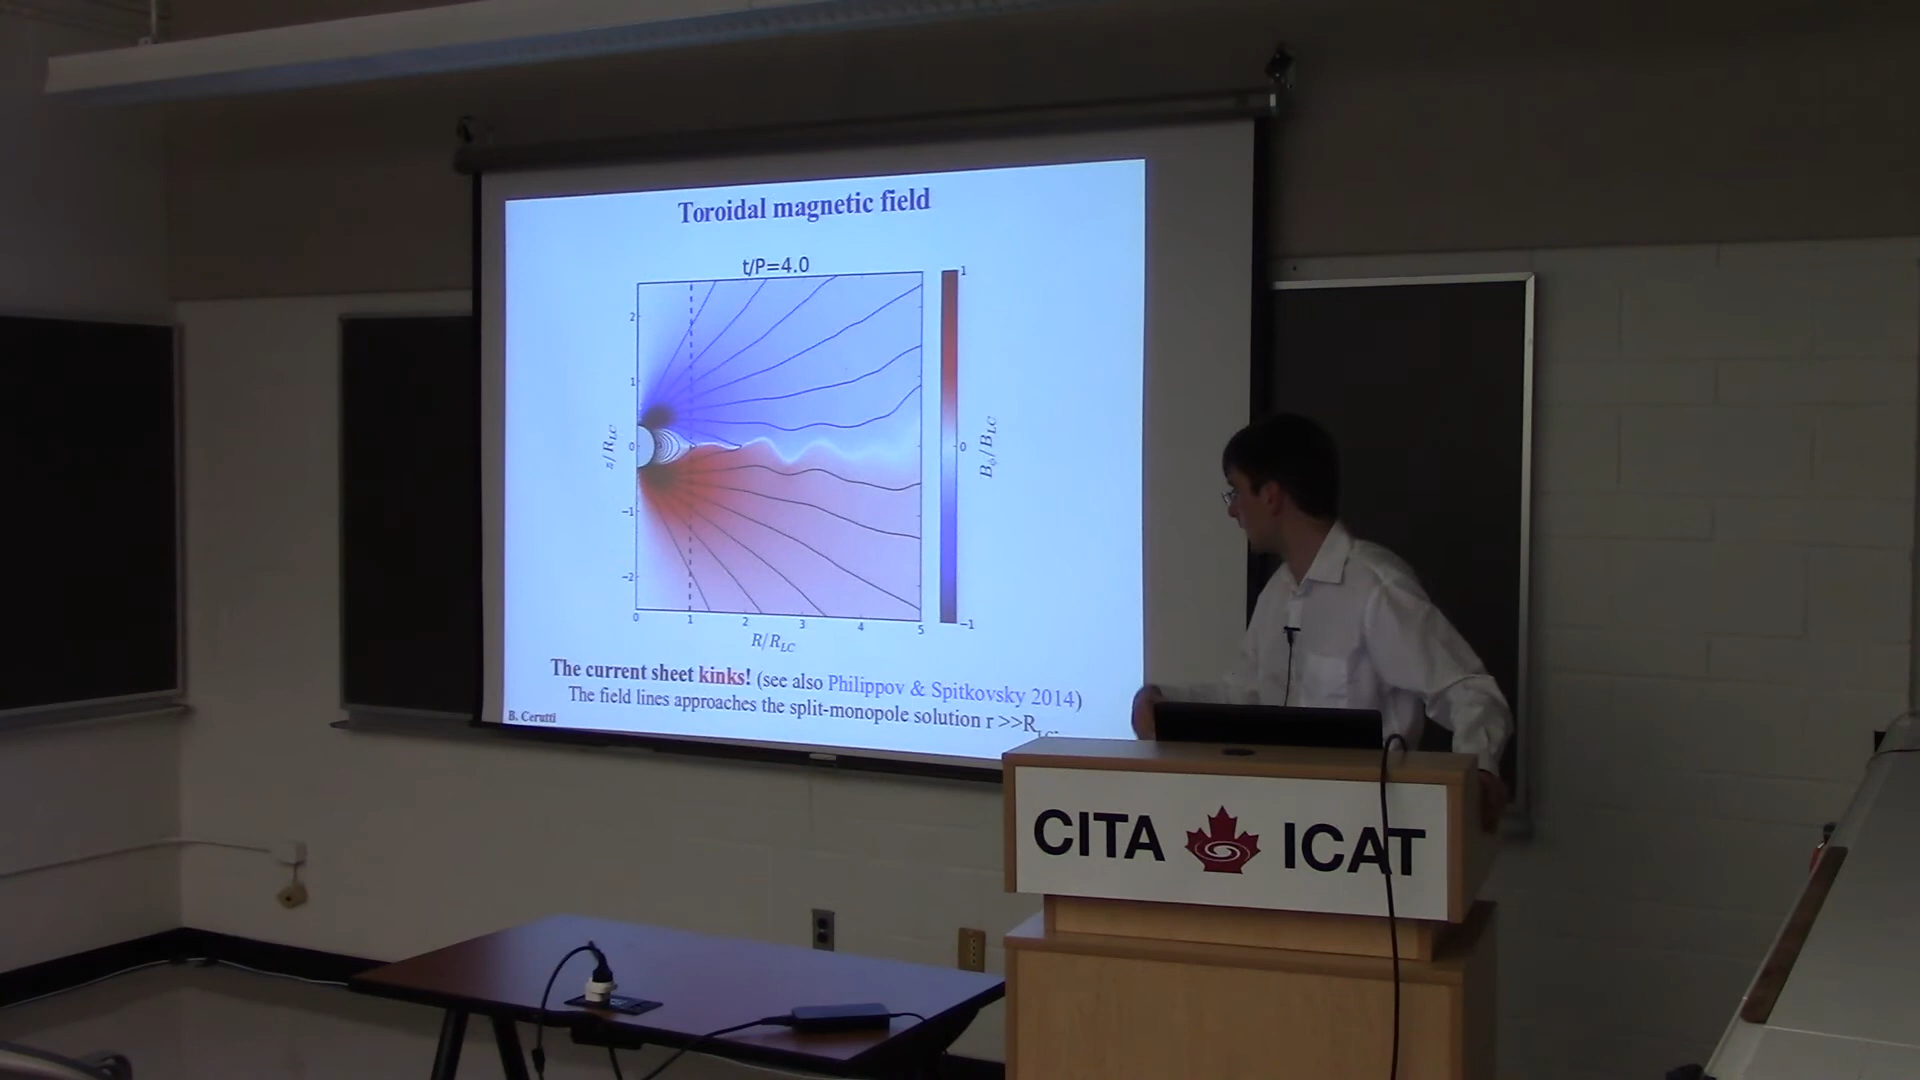 Toroidal magnetic field
t/P=4.0
1
2
1
0
−1
−2
z/R_LC
0
B_ϕ/B_LC
−1
0 1 2 3 4 5
R/R_LC
The current sheet kinks! (see also Philippov & Spitkovsky 2014)
The field lines approaches the split-monopole solution r >>R_LC.
B. Cerutti
CITA ICAT